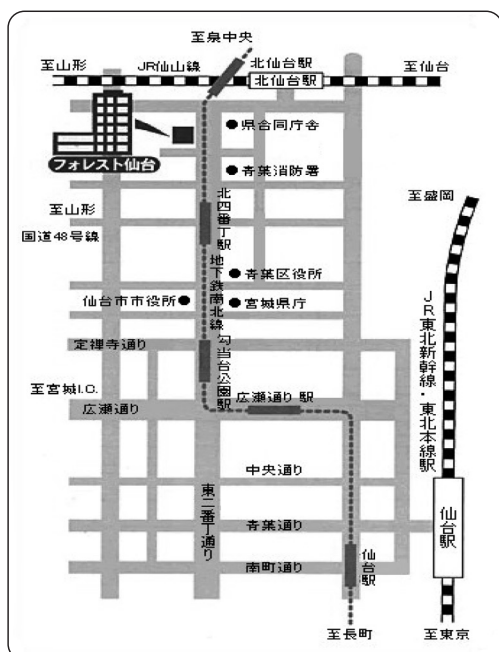 至泉中央
北仙台駅
至山形
JR仙山線
北仙台駅
至仙台
県合同庁舎
フォレスト仙台
青葉消防署
至盛岡
至山形
北四番丁駅
国道48号線
地下鉄南北線
青葉区役所
仙台市市役所
宮城県庁
JR東北新幹線・東北本線駅
定禅寺通り
勾当台公園駅
至宮城I.C.
広瀬通り
広瀬通り 駅
中央通り
東二番丁通り
仙台駅
青葉通り
仙台駅
南町通り
至長町
至東京